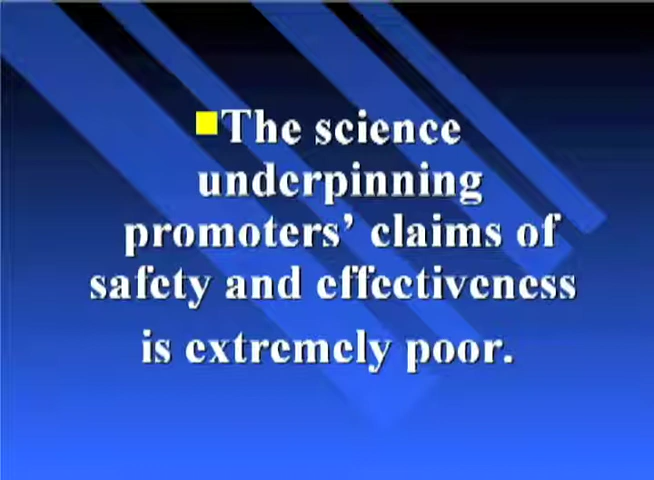 The science
underpinning
promoters’ claims of
safety and effectiveness
is extremely poor.